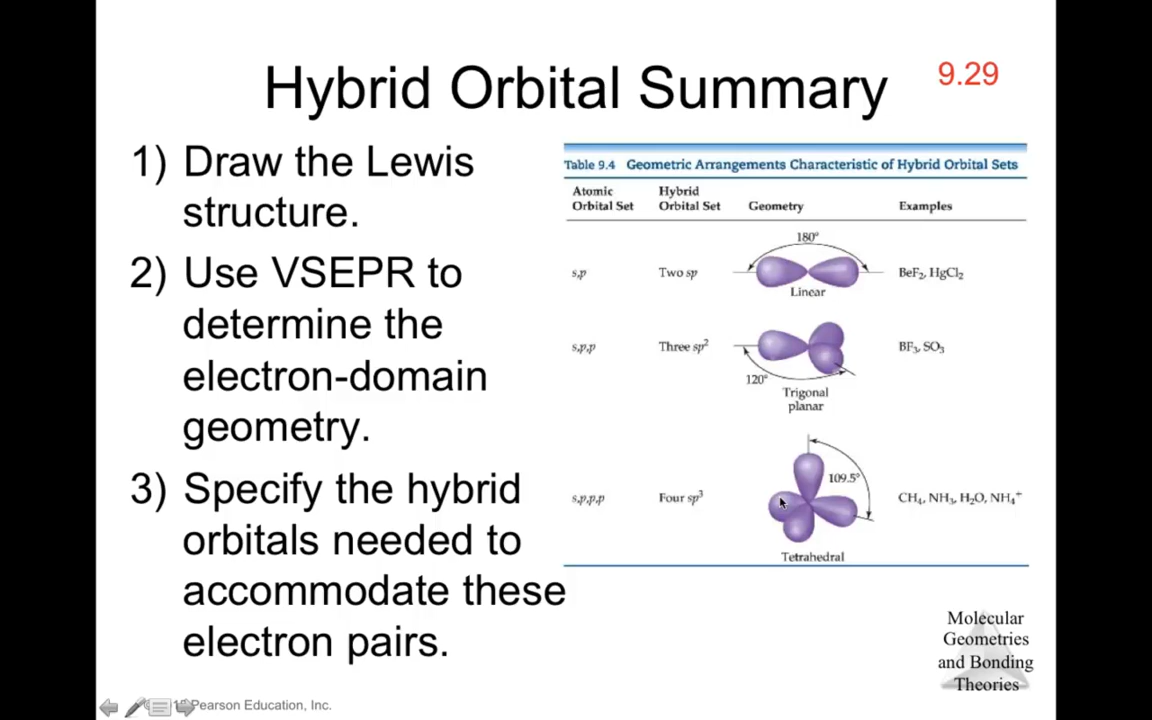 Hybrid Orbital Summary
9.29
1) Draw the Lewis
structure.
2) Use VSEPR to
determine the
electron-domain
geometry.
3) Specify the hybrid
orbitals needed to
accommodate these
electron pairs.
Table 9.4 Geometric Arrangements Characteristic of Hybrid Orbital Sets
Atomic Orbital Set Hybrid Orbital Set Geometry Examples
180°
s,p Two sp BeF₂, HgCl₂
Linear
s,p,p Three sp² BF₃, SO₃
120°
Trigonal
planar
109.5°
s,p,p,p Four sp³ CH₄, NH₃, H₂O, NH₄⁺
Tetrahedral
Molecular
Geometries
and Bonding
Theories
Pearson Education, Inc.